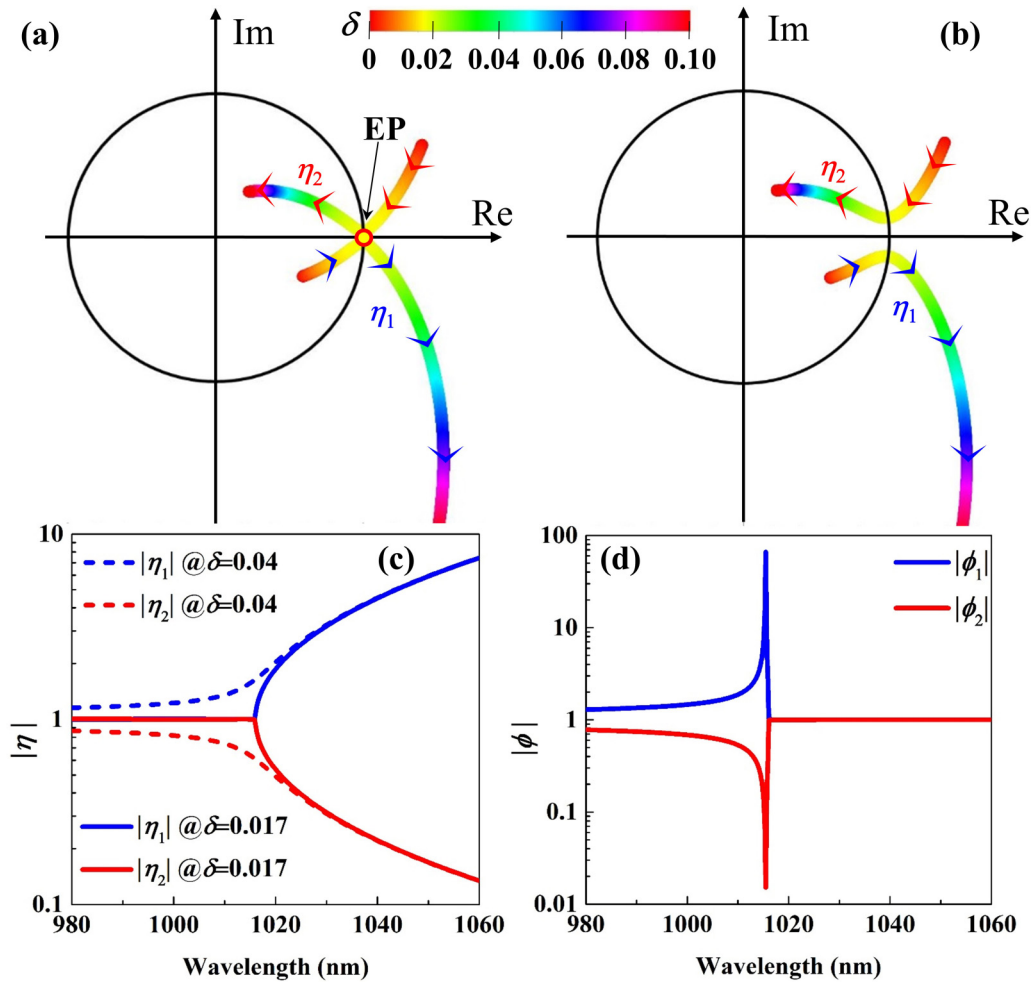 (a)
Im
δ
0 0.02 0.04 0.06 0.08 0.10
EP
η2
Re
η1
Im
(b)
η2
Re
η1
10
1
0.1
|η|
|η1| @δ=0.04
|η2| @δ=0.04
(c)
|η1| @δ=0.017
|η2| @δ=0.017
980 1000 1020 1040 1060
Wavelength (nm)
100
10
1
0.1
0.01
|ϕ|
(d)
|ϕ1|
|ϕ2|
980 1000 1020 1040 1060
Wavelength (nm)